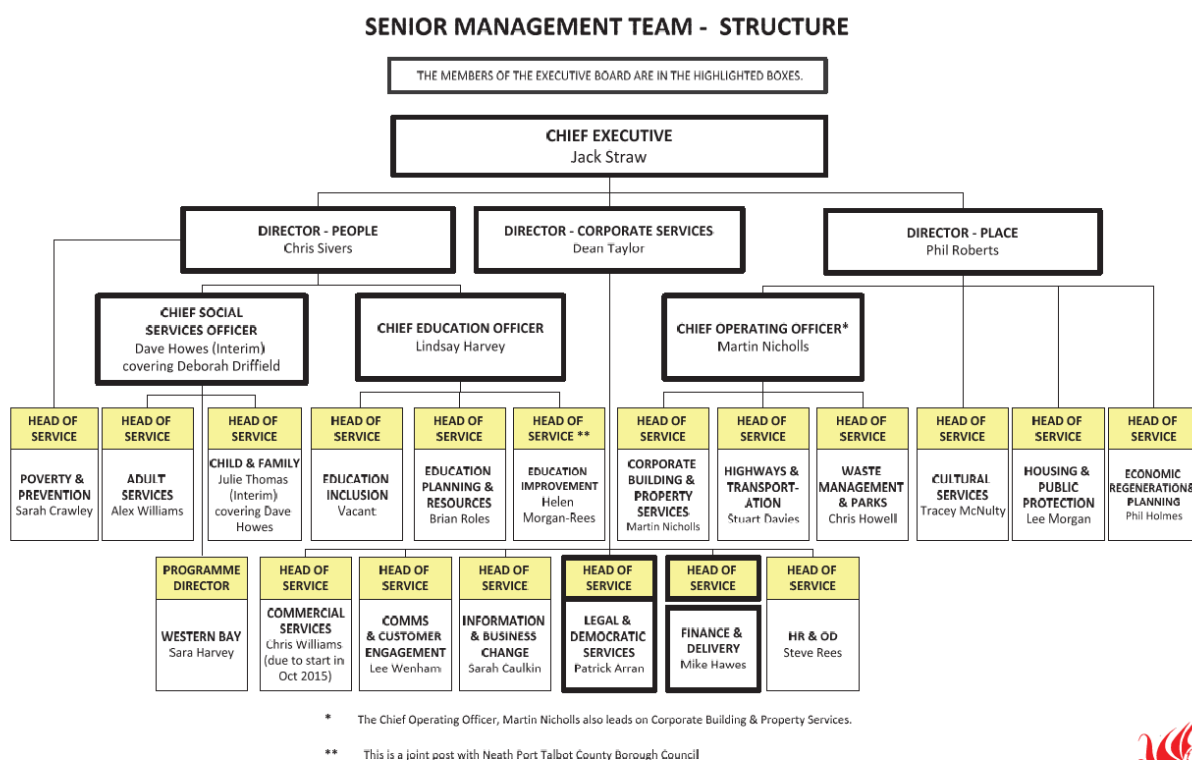 SENIOR MANAGEMENT TEAM - STRUCTURE
THE MEMBERS OF THE EXECUTIVE BOARD ARE IN THE HIGHLIGHTED BOXES.
CHIEF EXECUTIVE
Jack Straw
DIRECTOR - PEOPLE
Chris Sivers
DIRECTOR - CORPORATE SERVICES
Dean Taylor
DIRECTOR - PLACE
Phil Roberts
CHIEF SOCIAL
SERVICES OFFICER
Dave Howes (Interim)
covering Deborah Driffield
CHIEF EDUCATION OFFICER
Lindsay Harvey
CHIEF OPERATING OFFICER*
Martin Nicholls
HEAD OF
SERVICE
POVERTY &
PREVENTION
Sarah Crawley
HEAD OF
SERVICE
ADULT
SERVICES
Alex Williams
HEAD OF
SERVICE
CHILD & FAMILY
Julie Thomas
(Interim)
covering Dave
Howes
HEAD OF
SERVICE
EDUCATION
INCLUSION
Vacant
HEAD OF
SERVICE
EDUCATION
PLANNING &
RESOURCES
Brian Roles
HEAD OF
SERVICE **
EDUCATION
IMPROVEMENT
Helen
Morgan-Rees
HEAD OF
SERVICE
CORPORATE
BUILDING &
PROPERTY
SERVICES
Martin Nicholls
HEAD OF
SERVICE
HIGHWAYS &
TRANSPORT-
ATION
Stuart Davies
HEAD OF
SERVICE
WASTE
MANAGEMENT
& PARKS
Chris Howell
HEAD OF
SERVICE
CULTURAL
SERVICES
Tracey McNulty
HEAD OF
SERVICE
HOUSING &
PUBLIC
PROTECTION
Lee Morgan
HEAD OF
SERVICE
ECONOMIC
REGENERATION&
PLANNING
Phil Holmes
PROGRAMME
DIRECTOR
WESTERN BAY
Sara Harvey
HEAD OF
SERVICE
COMMERCIAL
SERVICES
Chris Williams
(due to start in
Oct 2015)
HEAD OF
SERVICE
COMMS
& CUSTOMER
ENGAGEMENT
Lee Wenham
HEAD OF
SERVICE
INFORMATION
& BUSINESS
CHANGE
Sarah Caulkin
HEAD OF
SERVICE
LEGAL &
DEMOCRATIC
SERVICES
Patrick Arran
HEAD OF
SERVICE
FINANCE &
DELIVERY
Mike Hawes
HEAD OF
SERVICE
HR & OD
Steve Rees
* The Chief Operating Officer, Martin Nicholls also leads on Corporate Building & Property Services.
** This is a joint post with Neath Port Talbot County Borough Council